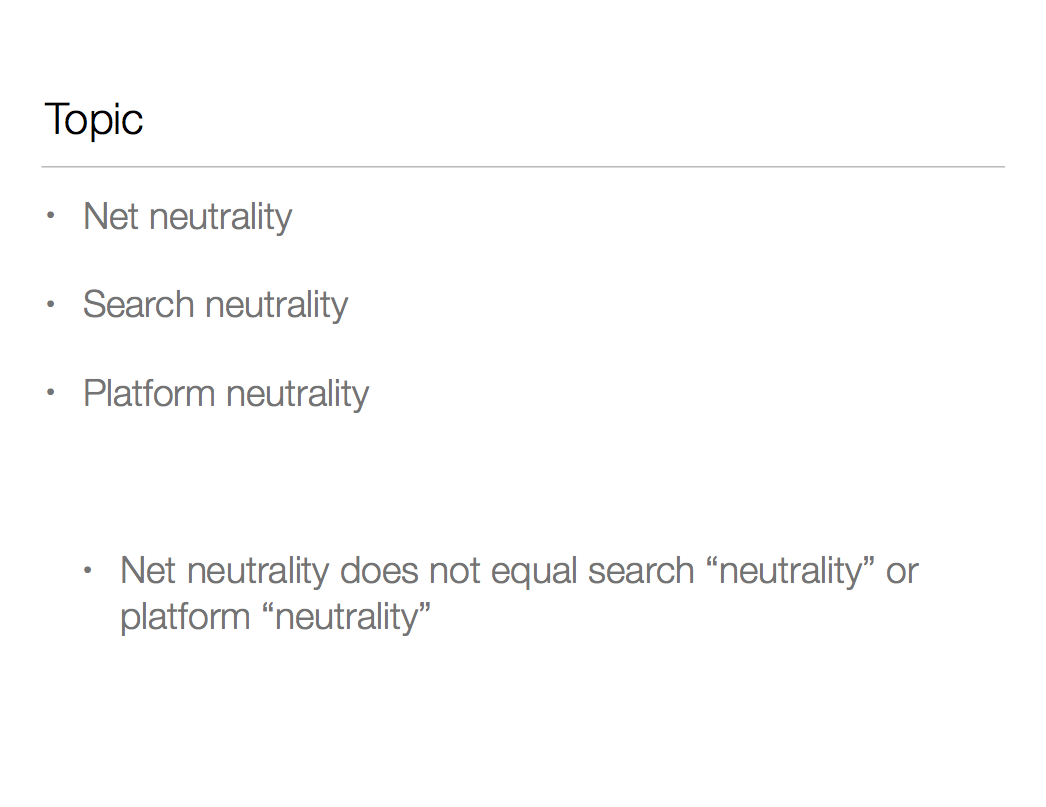 Topic
• Net neutrality
• Search neutrality
• Platform neutrality
• Net neutrality does not equal search “neutrality” or
platform “neutrality”